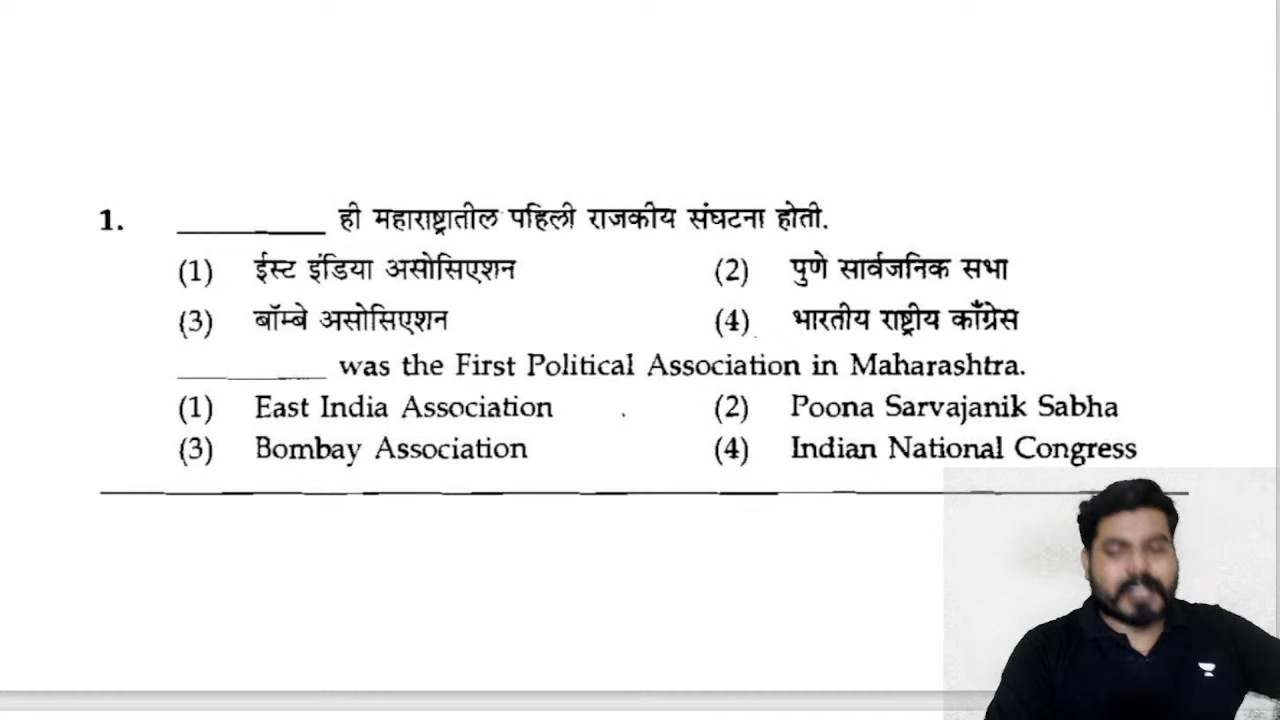 1. ________ ही महाराष्ट्रातील पहिली राजकीय संघटना होती.
(1) ईस्ट इंडिया असोसिएशन (2) पुणे सार्वजनिक सभा
(3) बॉम्बे असोसिएशन (4) भारतीय राष्ट्रीय काँग्रेस
________ was the First Political Association in Maharashtra.
(1) East India Association (2) Poona Sarvajanik Sabha
(3) Bombay Association (4) Indian National Congress